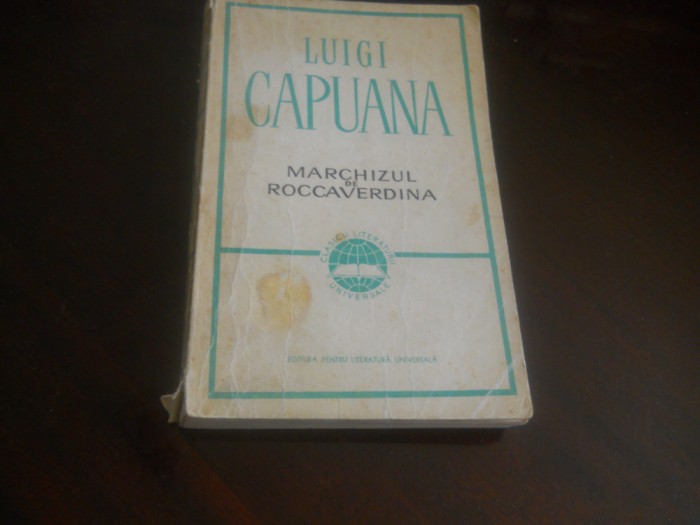 LUIGI
CAPUANA
MARCHIZUL
DE
ROCCAVERDINA
CLASICII LITERATURII
UNIVERSALE
EDITURA PENTRU LITERATURĂ UNIVERSALĂ